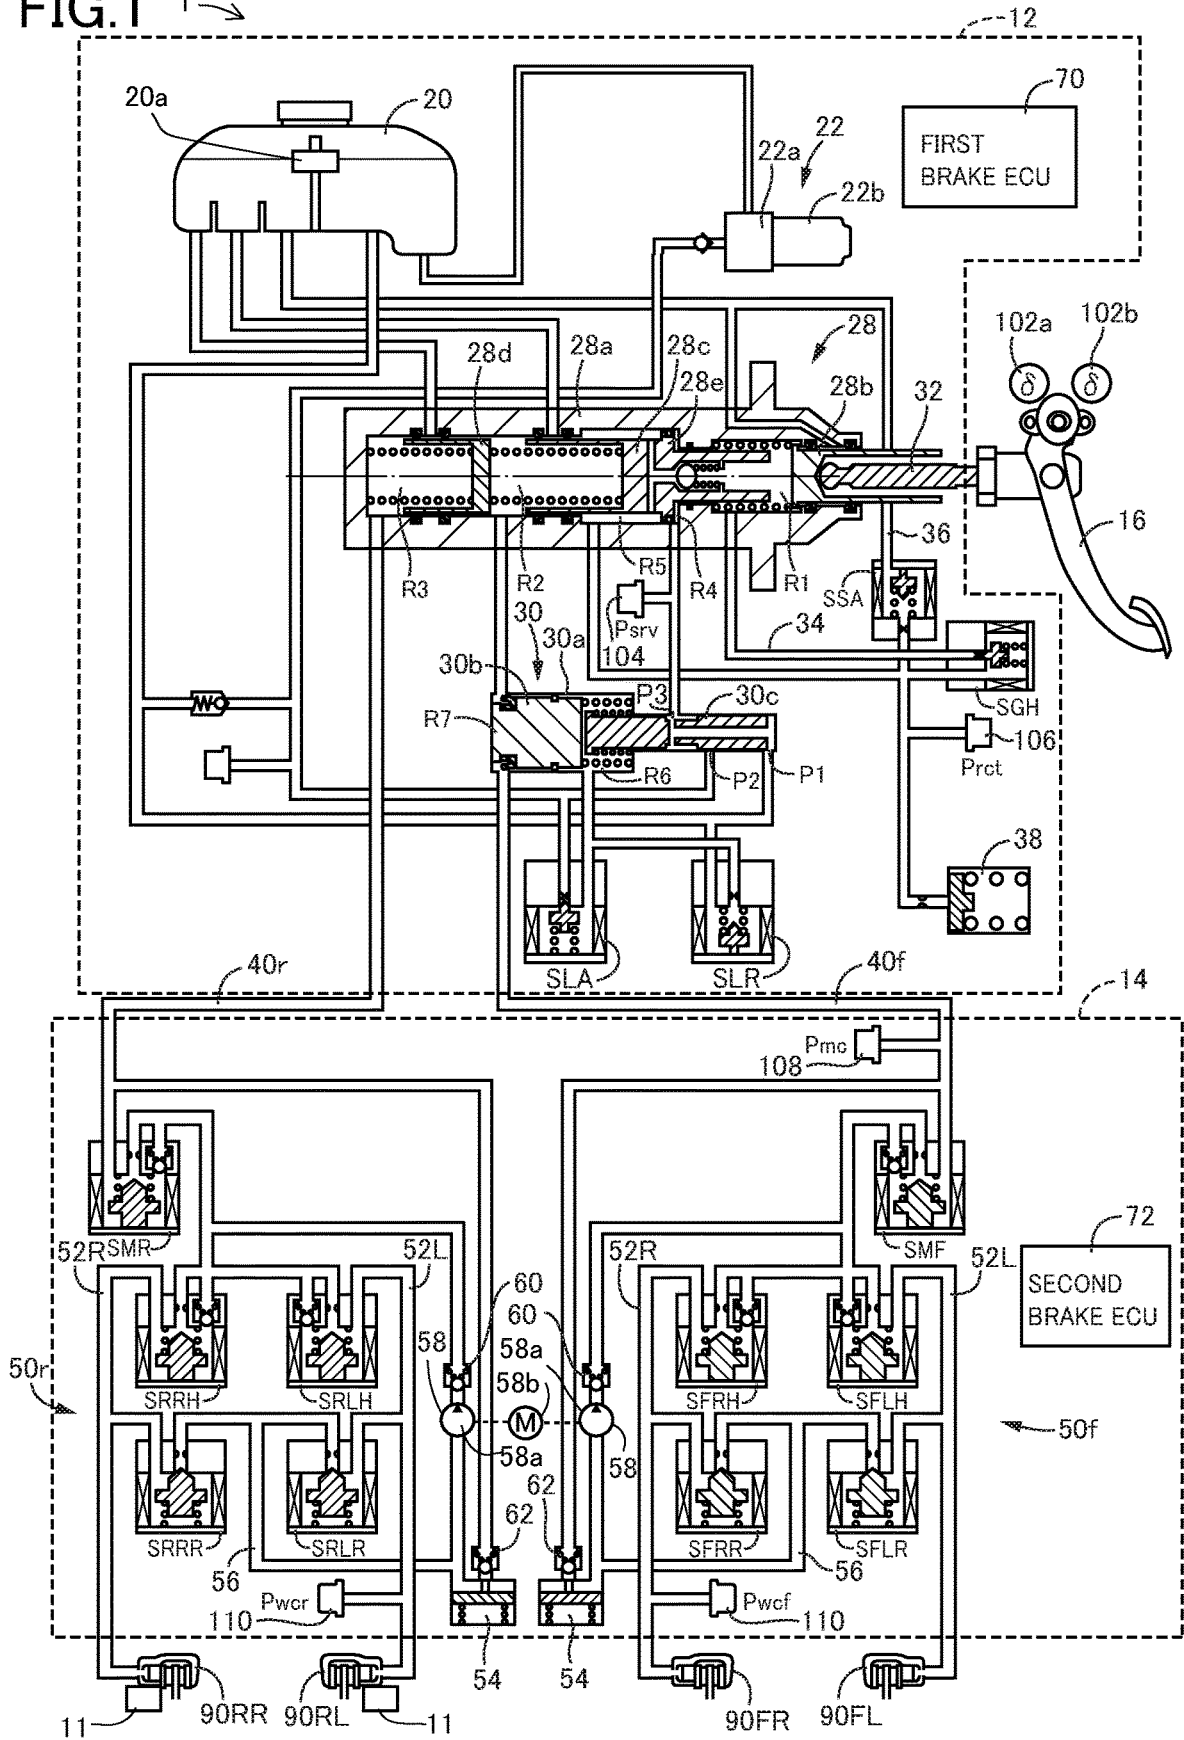 FIG.1
1
12
20a
20
70
22
22a
22b
FIRST
BRAKE ECU
102a
102b
δ
δ
28
28d
28a
28c
28e
28b
32
16
36
R3
R2
R5
R4
R1
SSA
30
Psrv
104
34
30a
30b
P3
30c
SGH
R7
106
R6
P2
P1
Prct
38
SLA
SLR
40r
40f
14
Pmc
108
72
52R
SMR
52L
52R
SMF
52L
SECOND
BRAKE ECU
60
60
58
58a
58b
50r
SRRH
SRLH
SFRH
SFLH
M
50f
58a
58
62
62
SRRR
SRLR
SFRR
SFLR
56
56
Pwcr
110
Pwcf
110
54
54
11
90RR
90RL
11
90FR
90FL